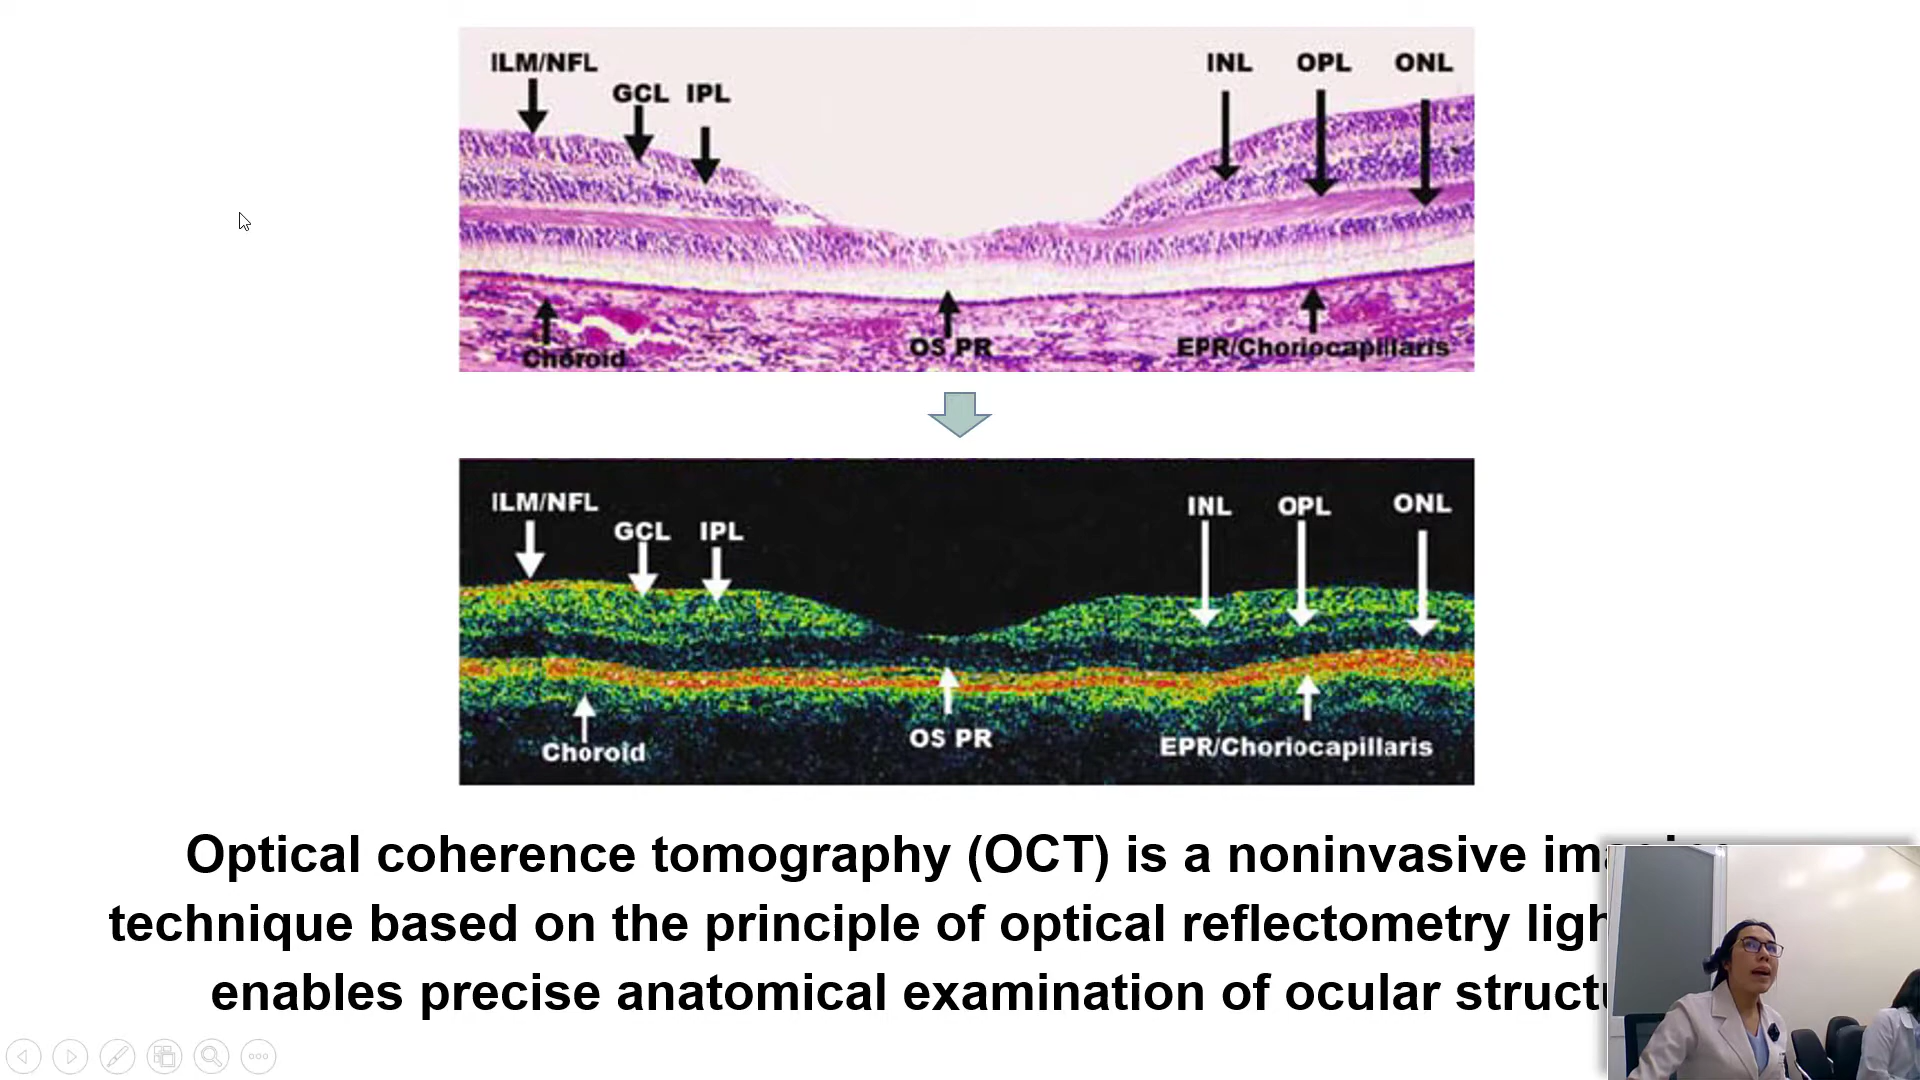 ILM/NFL
GCL IPL
INL OPL ONL
Choroid
OS PR
EPR/Choriocapillaris
ILM/NFL
GCL IPL
INL OPL ONL
Choroid
OS PR
EPR/Choriocapillaris
Optical coherence tomography (OCT) is a noninvasive
technique based on the principle of optical reflectometry
enables precise anatomical examination of ocular